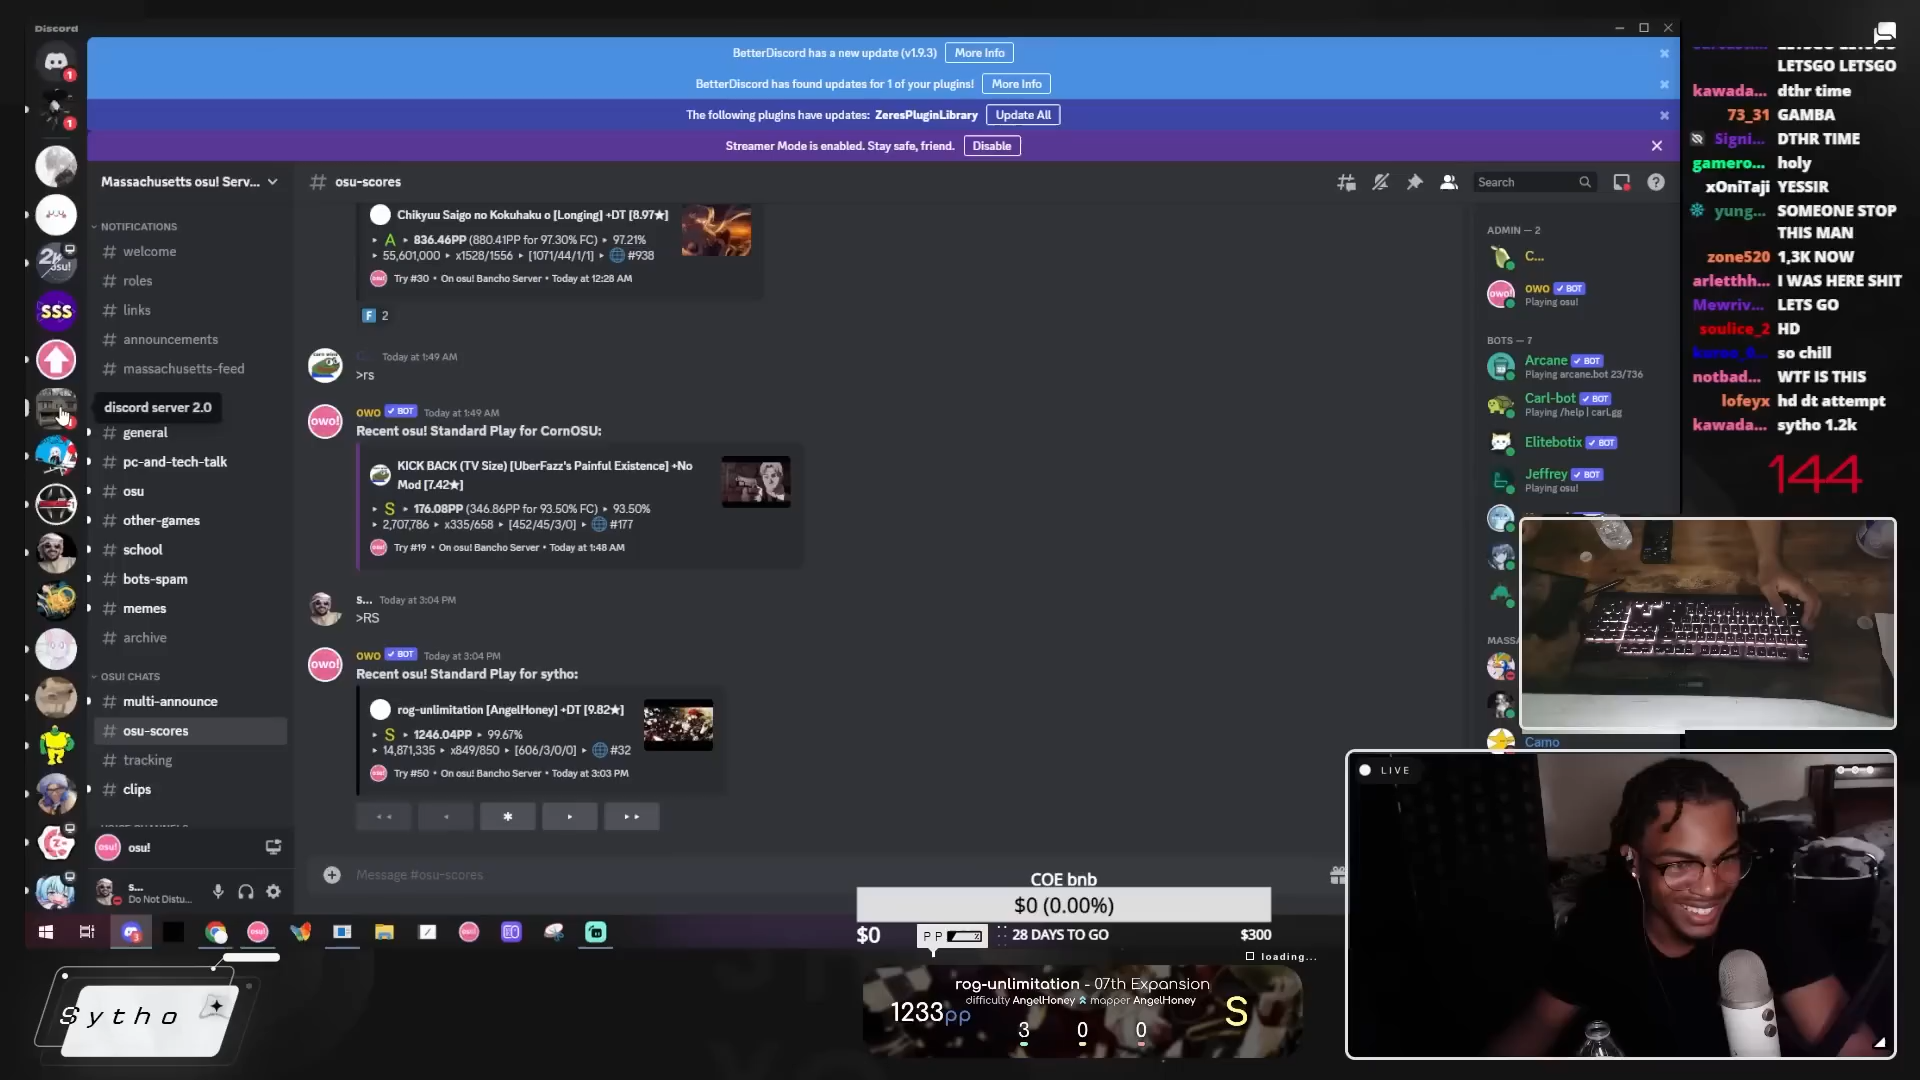 Discord
BetterDiscord has a new update (v1.9.3) More Info
BetterDiscord has found updates for 1 of your plugins! More Info
The following plugins have updates: ZeresPluginLibrary Update All
Streamer Mode is enabled. Stay safe, friend. Disable
Massachusetts osu! Serv...
NOTIFICATIONS
welcome
roles
links
announcements
massachusetts-feed
discord server 2.0
general
pc-and-tech-talk
osu
other-games
school
bots-spam
memes
archive
OSU! CHATS
multi-announce
osu-scores
tracking
clips
osu!
s...
Do Not Distu...
# osu-scores
Search
Chikyuu Saigo no Kokuhaku o [Longing] +DT [8.97★]
‣ A ‣ 836.46PP (880.41PP for 97.30% FC) ‣ 97.21%
‣ 55,601,000 ‣ x1528/1556 ‣ [1071/44/1/1] ‣ #938
Try #30 • On osu! Bancho Server • Today at 12:28 AM
F 2
Today at 1:49 AM
>rs
owo BOT Today at 1:49 AM
Recent osu! Standard Play for CornOSU:
KICK BACK (TV Size) [UberFazz's Painful Existence] +No
Mod [7.42★]
‣ S ‣ 176.08PP (346.86PP for 93.50% FC) ‣ 93.50%
‣ 2,707,786 ‣ x335/658 ‣ [452/45/3/0] ‣ #177
Try #19 • On osu! Bancho Server • Today at 1:48 AM
s... Today at 3:04 PM
>RS
owo BOT Today at 3:04 PM
Recent osu! Standard Play for sytho:
rog-unlimitation [AngelHoney] +DT [9.82★]
‣ S ‣ 1246.04PP ‣ 99.67%
‣ 14,871,335 ‣ x849/850 ‣ [606/3/0/0] ‣ #32
Try #50 • On osu! Bancho Server • Today at 3:03 PM
Message #osu-scores
ADMIN — 2
C...
owo BOT
Playing osu!
BOTS — 7
Arcane BOT
Playing arcane.bot 23/736
Carl-bot BOT
Playing /help | carl.gg
Elitebotix BOT
Jeffrey BOT
Playing osu!
MASSA
Camo
LETSGO LETSGO
kawada... dthr time
73_31 GAMBA
Signi... DTHR TIME
gamero... holy
xOniTaji YESSIR
yung... SOMEONE STOP
THIS MAN
zone520 1,3K NOW
arletthh... I WAS HERE SHIT
Mewriv... LETS GO
soulice_2 HD
so chill
notbad... WTF IS THIS
lofeyx hd dt attempt
kawada... sytho 1.2k
144
LIVE
COE bnb
$0 (0.00%)
$0
PP
28 DAYS TO GO
$300
loading...
rog-unlimitation - 07th Expansion
difficulty AngelHoney mapper AngelHoney
1233pp
3 0 0
S
Sytho